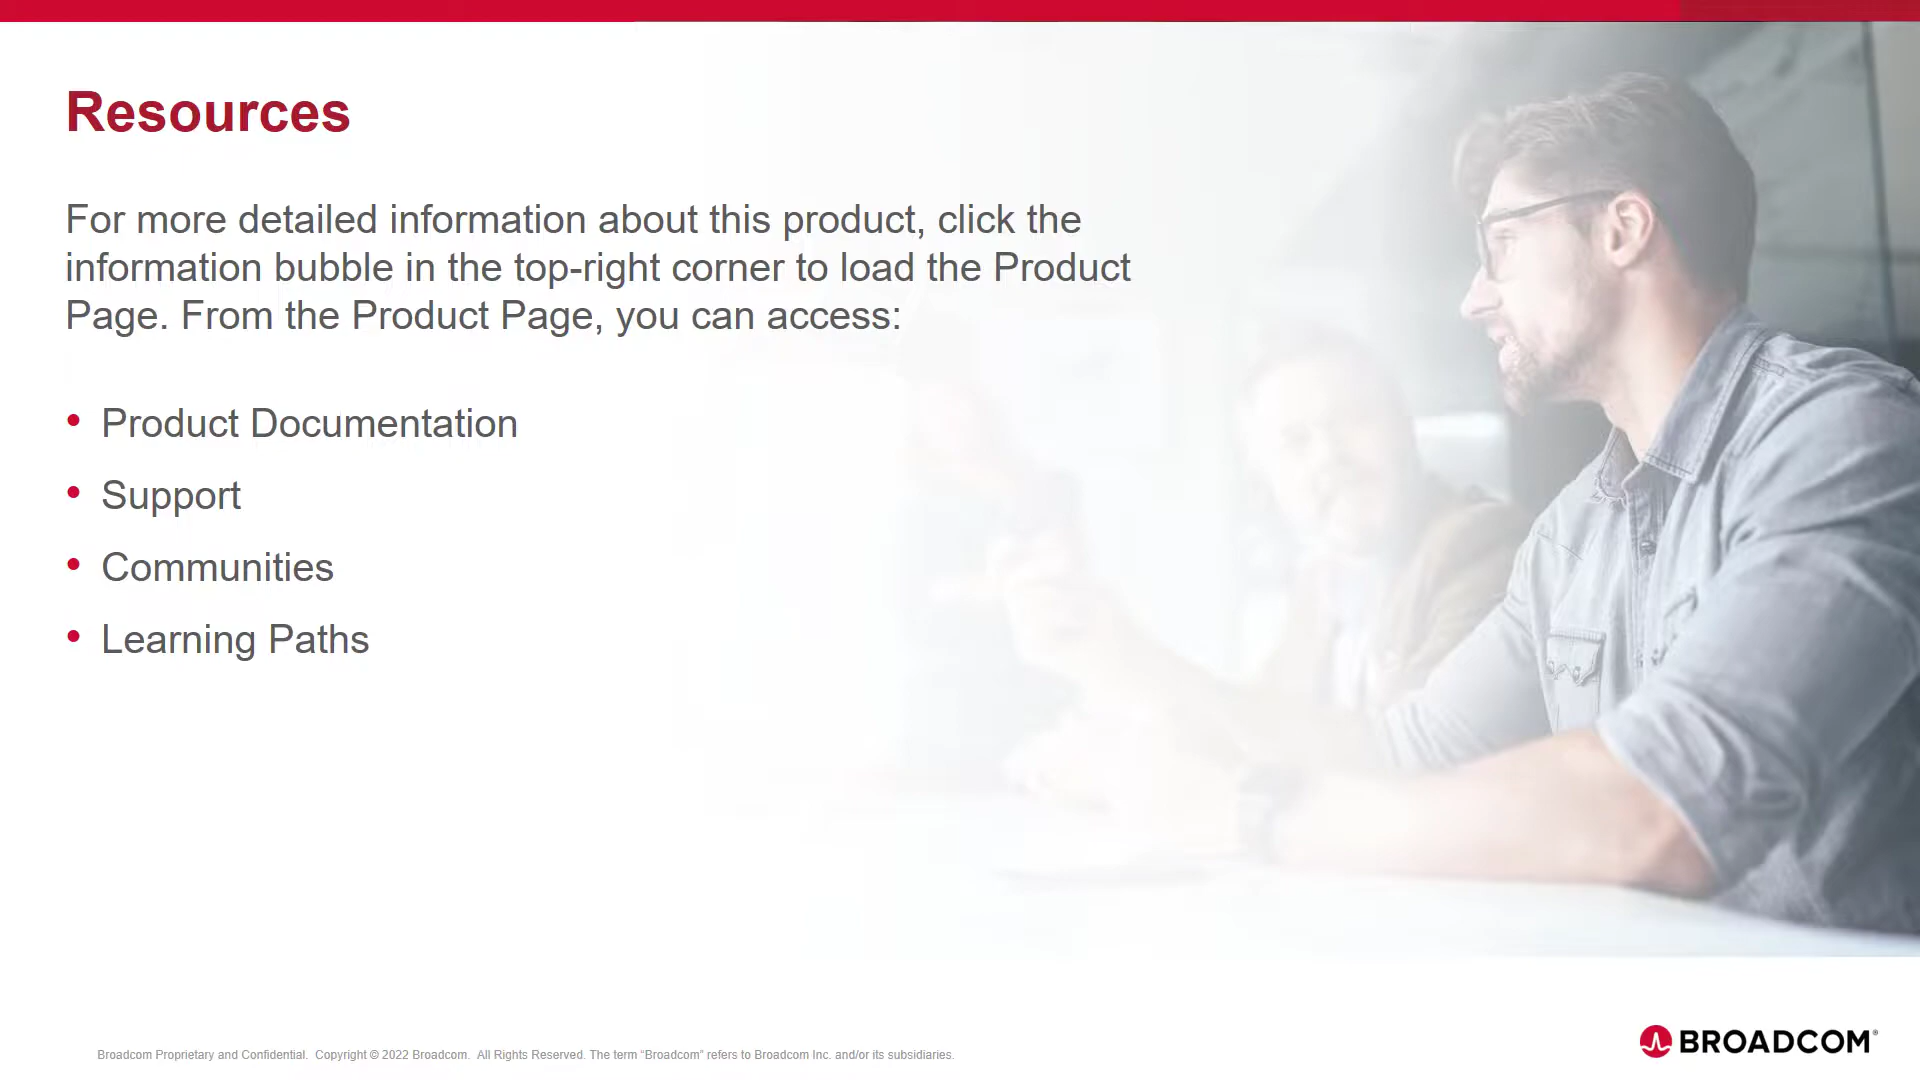 Resources
For more detailed information about this product, click the
information bubble in the top-right corner to load the Product
Page. From the Product Page, you can access:
• Product Documentation
• Support
• Communities
• Learning Paths
Broadcom Proprietary and Confidential.  Copyright © 2022 Broadcom.  All Rights Reserved. The term “Broadcom” refers to Broadcom Inc. and/or its subsidiaries.
BROADCOM®